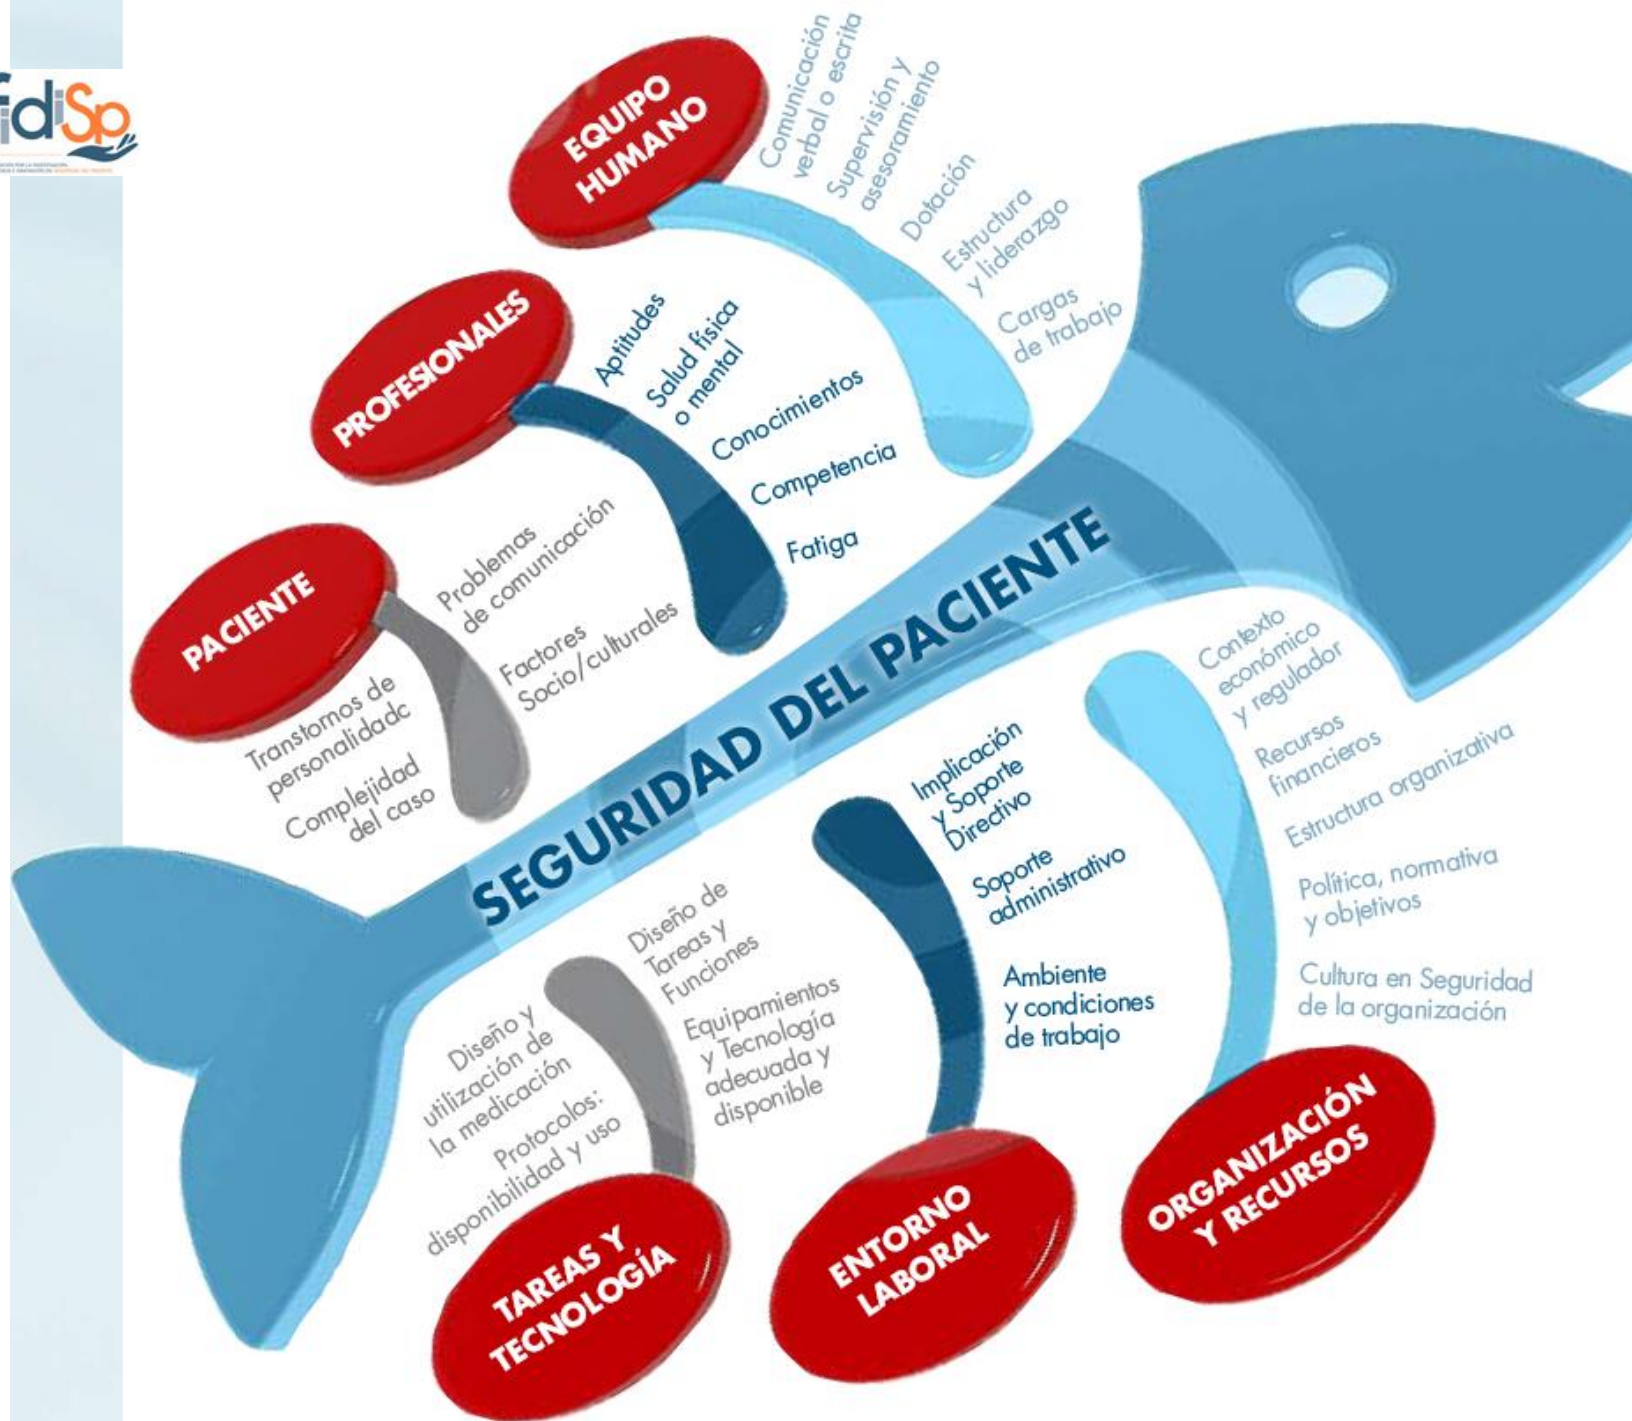 fidiSp
EQUIPO
HUMANO
Comunicación
verbal o escrita
Supervisión y
asesoramiento
Dotación
Estructura
y liderazgo
Cargas
de trabajo
PROFESIONALES
Aptitudes
Salud física
o mental
Conocimientos
Competencia
Fatiga
PACIENTE
Problemas
de comunicación
Factores
Socio/culturales
Transtornos de
personalidadc
Complejidad
del caso
SEGURIDAD DEL PACIENTE
Diseño de
Tareas y
Funciones
Equipamientos
y Tecnología
adecuada y
disponible
Diseño y
utilización de
la medicación
Protocolos:
disponibilidad y uso
TAREAS Y
TECNOLOGÍA
Implicación
y Soporte
Directivo
Soporte
administrativo
Ambiente
y condiciones
de trabajo
ENTORNO
LABORAL
Contexto
económico
y regulador
Recursos
financieros
Estructura organizativa
Política, normativa
y objetivos
Cultura en Seguridad
de la organización
ORGANIZACIÓN
Y RECURSOS